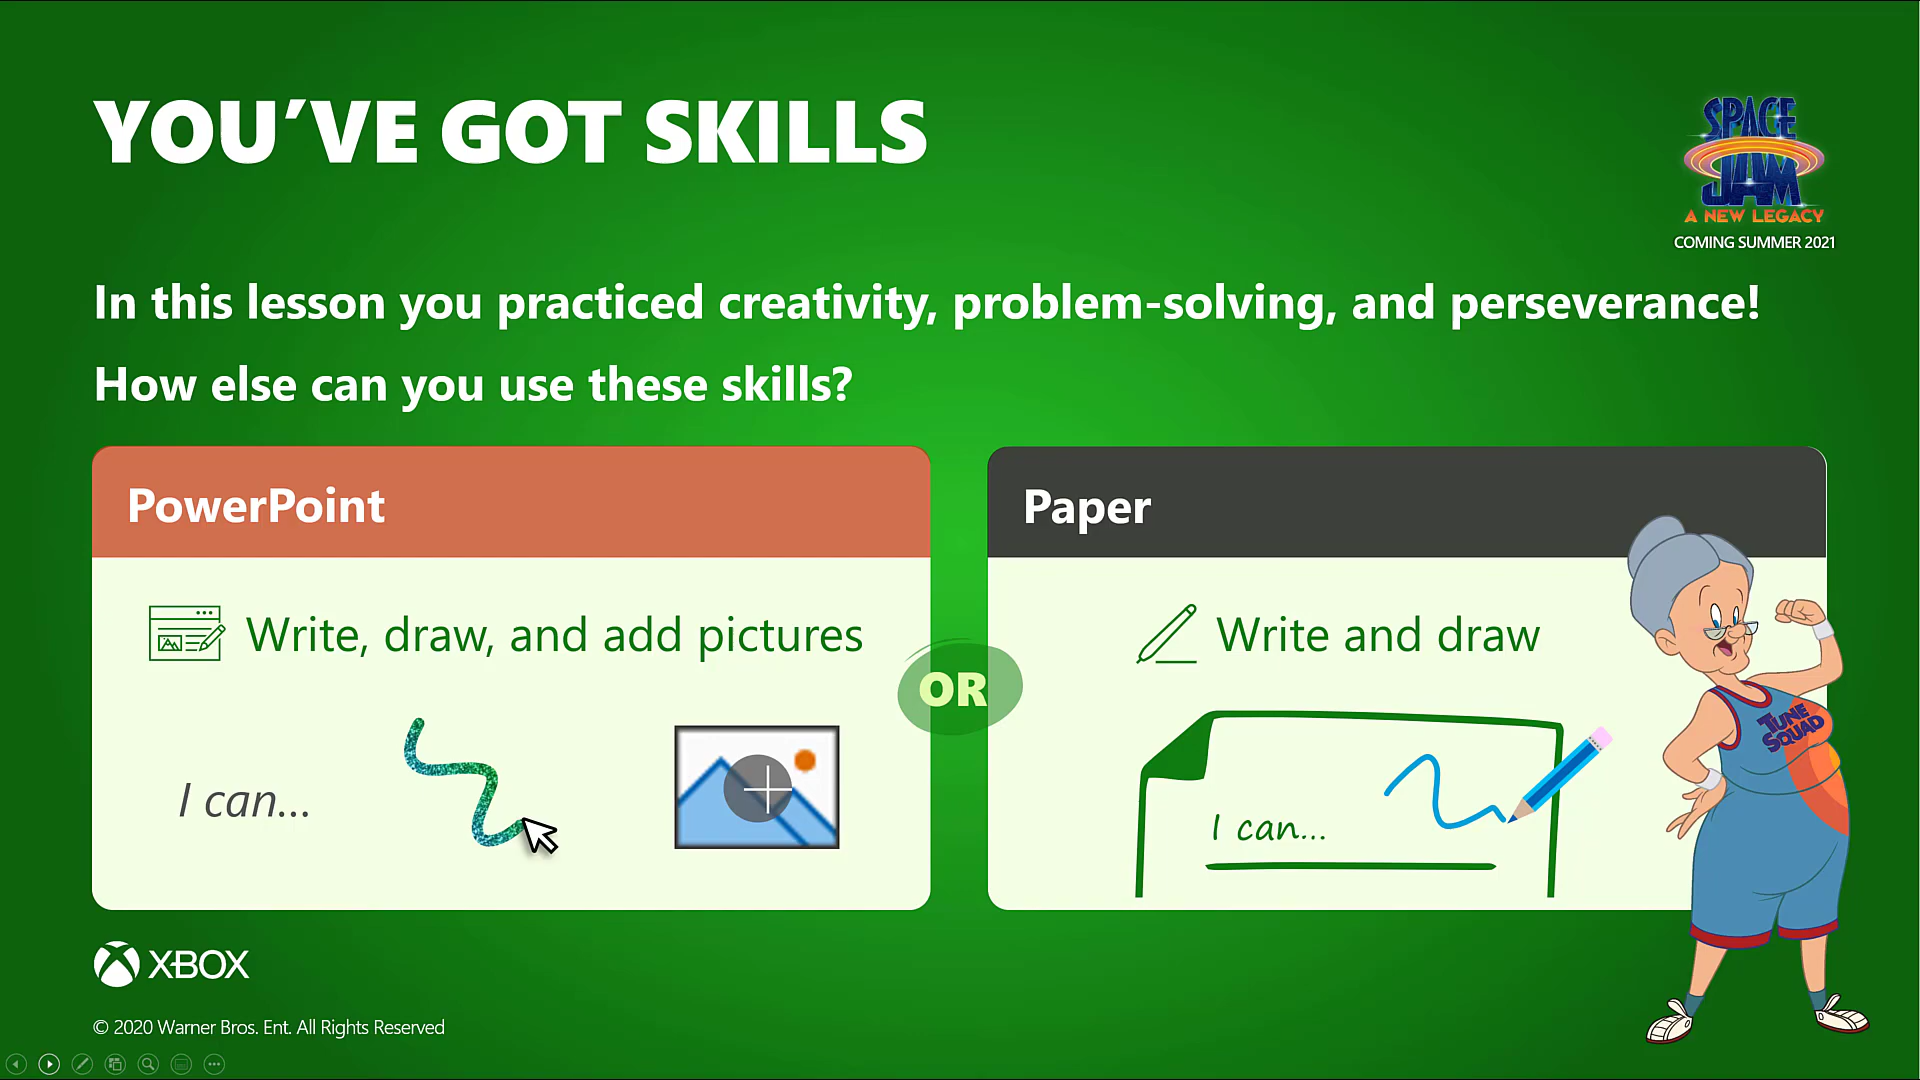 YOU’VE GOT SKILLS
SPACE
JAM
A NEW LEGACY
COMING SUMMER 2021
In this lesson you practiced creativity, problem-solving, and perseverance!
How else can you use these skills?
PowerPoint
Write, draw, and add pictures
I can...
OR
Paper
Write and draw
I can...
TUNE
SQUAD
XBOX
© 2020 Warner Bros. Ent. All Rights Reserved